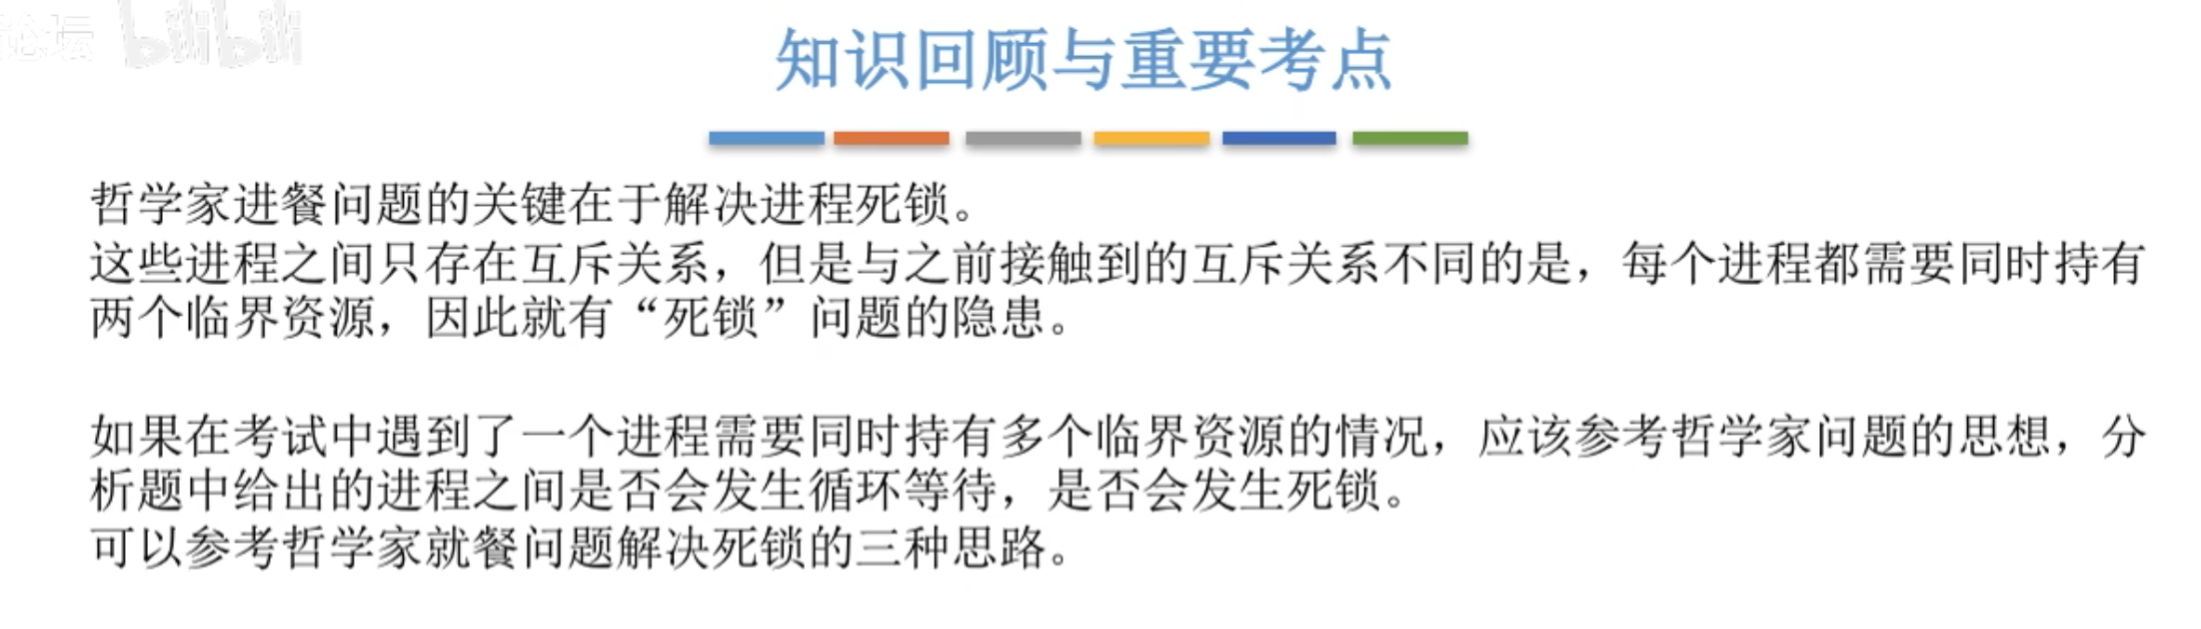 论坛 bilibili
知识回顾与重要考点
哲学家进餐问题的关键在于解决进程死锁。
这些进程之间只存在互斥关系，但是与之前接触到的互斥关系不同的是，每个进程都需要同时持有
两个临界资源，因此就有“死锁”问题的隐患。
如果在考试中遇到了一个进程需要同时持有多个临界资源的情况，应该参考哲学家问题的思想，分
析题中给出的进程之间是否会发生循环等待，是否会发生死锁。
可以参考哲学家就餐问题解决死锁的三种思路。